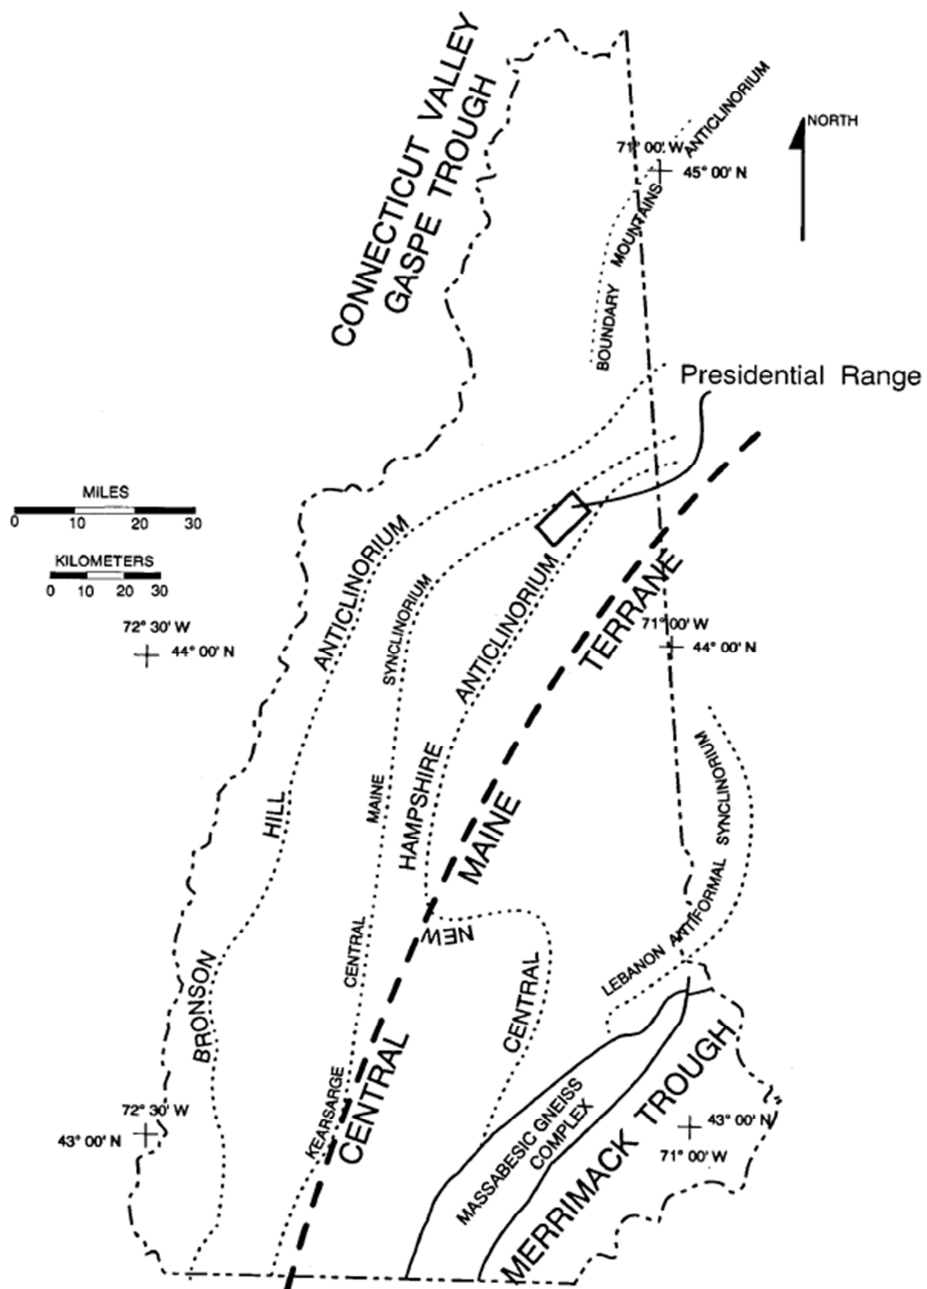 CONNECTICUT VALLEY
GASPE TROUGH
BOUNDARY MOUNTAINS ANTICLINORIUM
71° 00'. W
45° 00' N
NORTH
Presidential Range
MILES
0 10 20 30
KILOMETERS
0 10 20 30
72° 30' W
44° 00' N
71° 00' W
44° 00' N
BRONSON HILL ANTICLINORIUM
KEARSARGE CENTRAL MAINE SYNCLINORIUM
CENTRAL NEW HAMPSHIRE ANTICLINORIUM
CENTRAL MAINE TERRANE
LEBANON ANTIFORMAL SYNCLINORIUM
MASSABESIC GNEISS
COMPLEX
MERRIMACK TROUGH
72° 30' W
43° 00' N
43° 00' N
71° 00' W